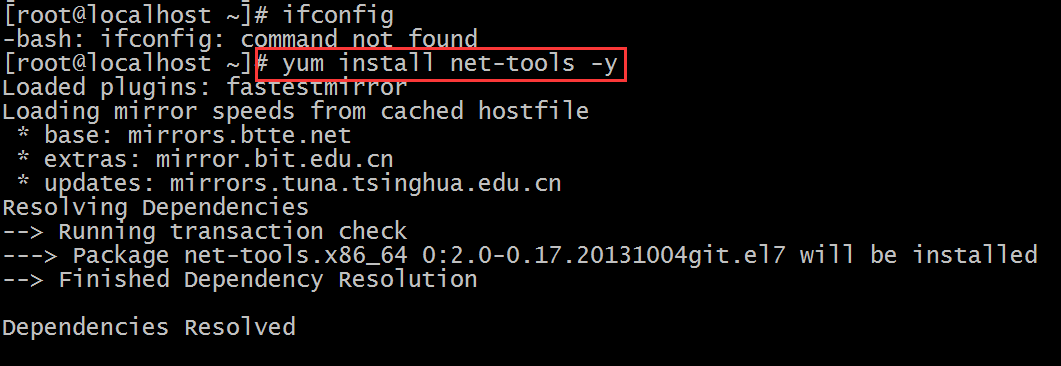 [root@localhost ~]# ifconfig
-bash: ifconfig: command not found
[root@localhost ~]# yum install net-tools -y
Loaded plugins: fastestmirror
Loading mirror speeds from cached hostfile
 * base: mirrors.btte.net
 * extras: mirror.bit.edu.cn
 * updates: mirrors.tuna.tsinghua.edu.cn
Resolving Dependencies
--> Running transaction check
---> Package net-tools.x86_64 0:2.0-0.17.20131004git.el7 will be installed
--> Finished Dependency Resolution
Dependencies Resolved